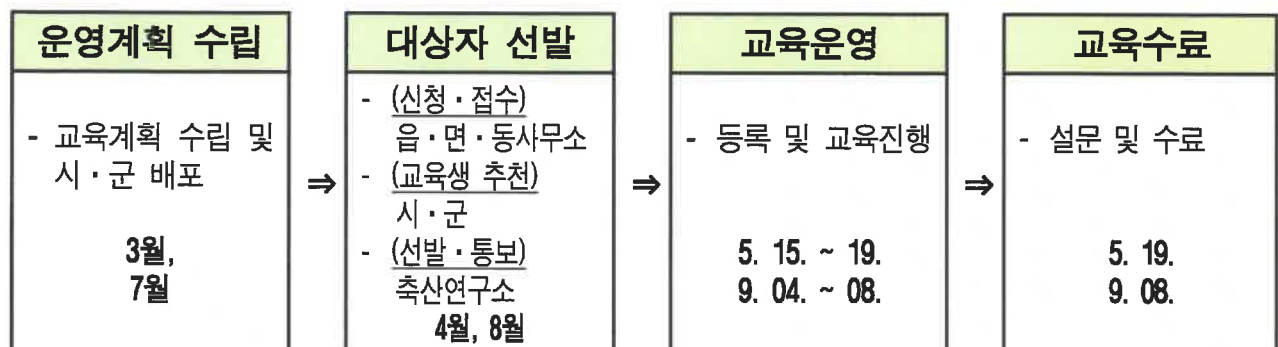 운영계획 수립
- 교육계획 수립 및
시·군 배포
3월,
7월
⇒
대상자 선발
- (신청·접수)
읍·면·동사무소
- (교육생 추천)
시·군
- (선발·통보)
축산연구소
4월, 8월
⇒
교육운영
- 등록 및 교육진행
5. 15. ~ 19.
9. 04. ~ 08.
⇒
교육수료
- 설문 및 수료
5. 19.
9. 08.